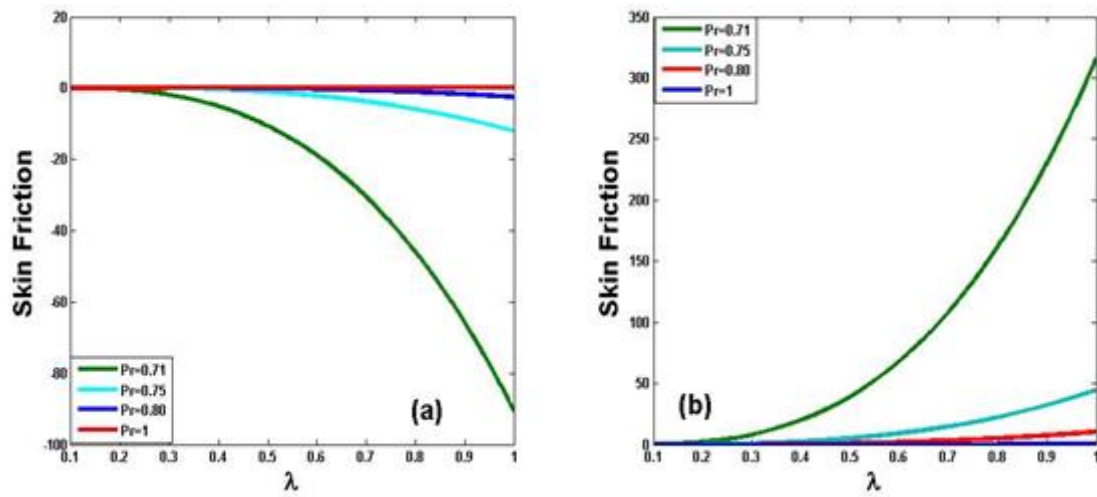 20
0
-20
-40
-60
-80
-100
Skin Friction
Pr=0.71
Pr=0.75
Pr=0.80
Pr=1
(a)
0.1 0.2 0.3 0.4 0.5 0.6 0.7 0.8 0.9 1
λ
350
300
250
200
150
100
50
0
Skin Friction
Pr=0.71
Pr=0.75
Pr=0.80
Pr=1
(b)
0.1 0.2 0.3 0.4 0.5 0.6 0.7 0.8 0.9 1
λ